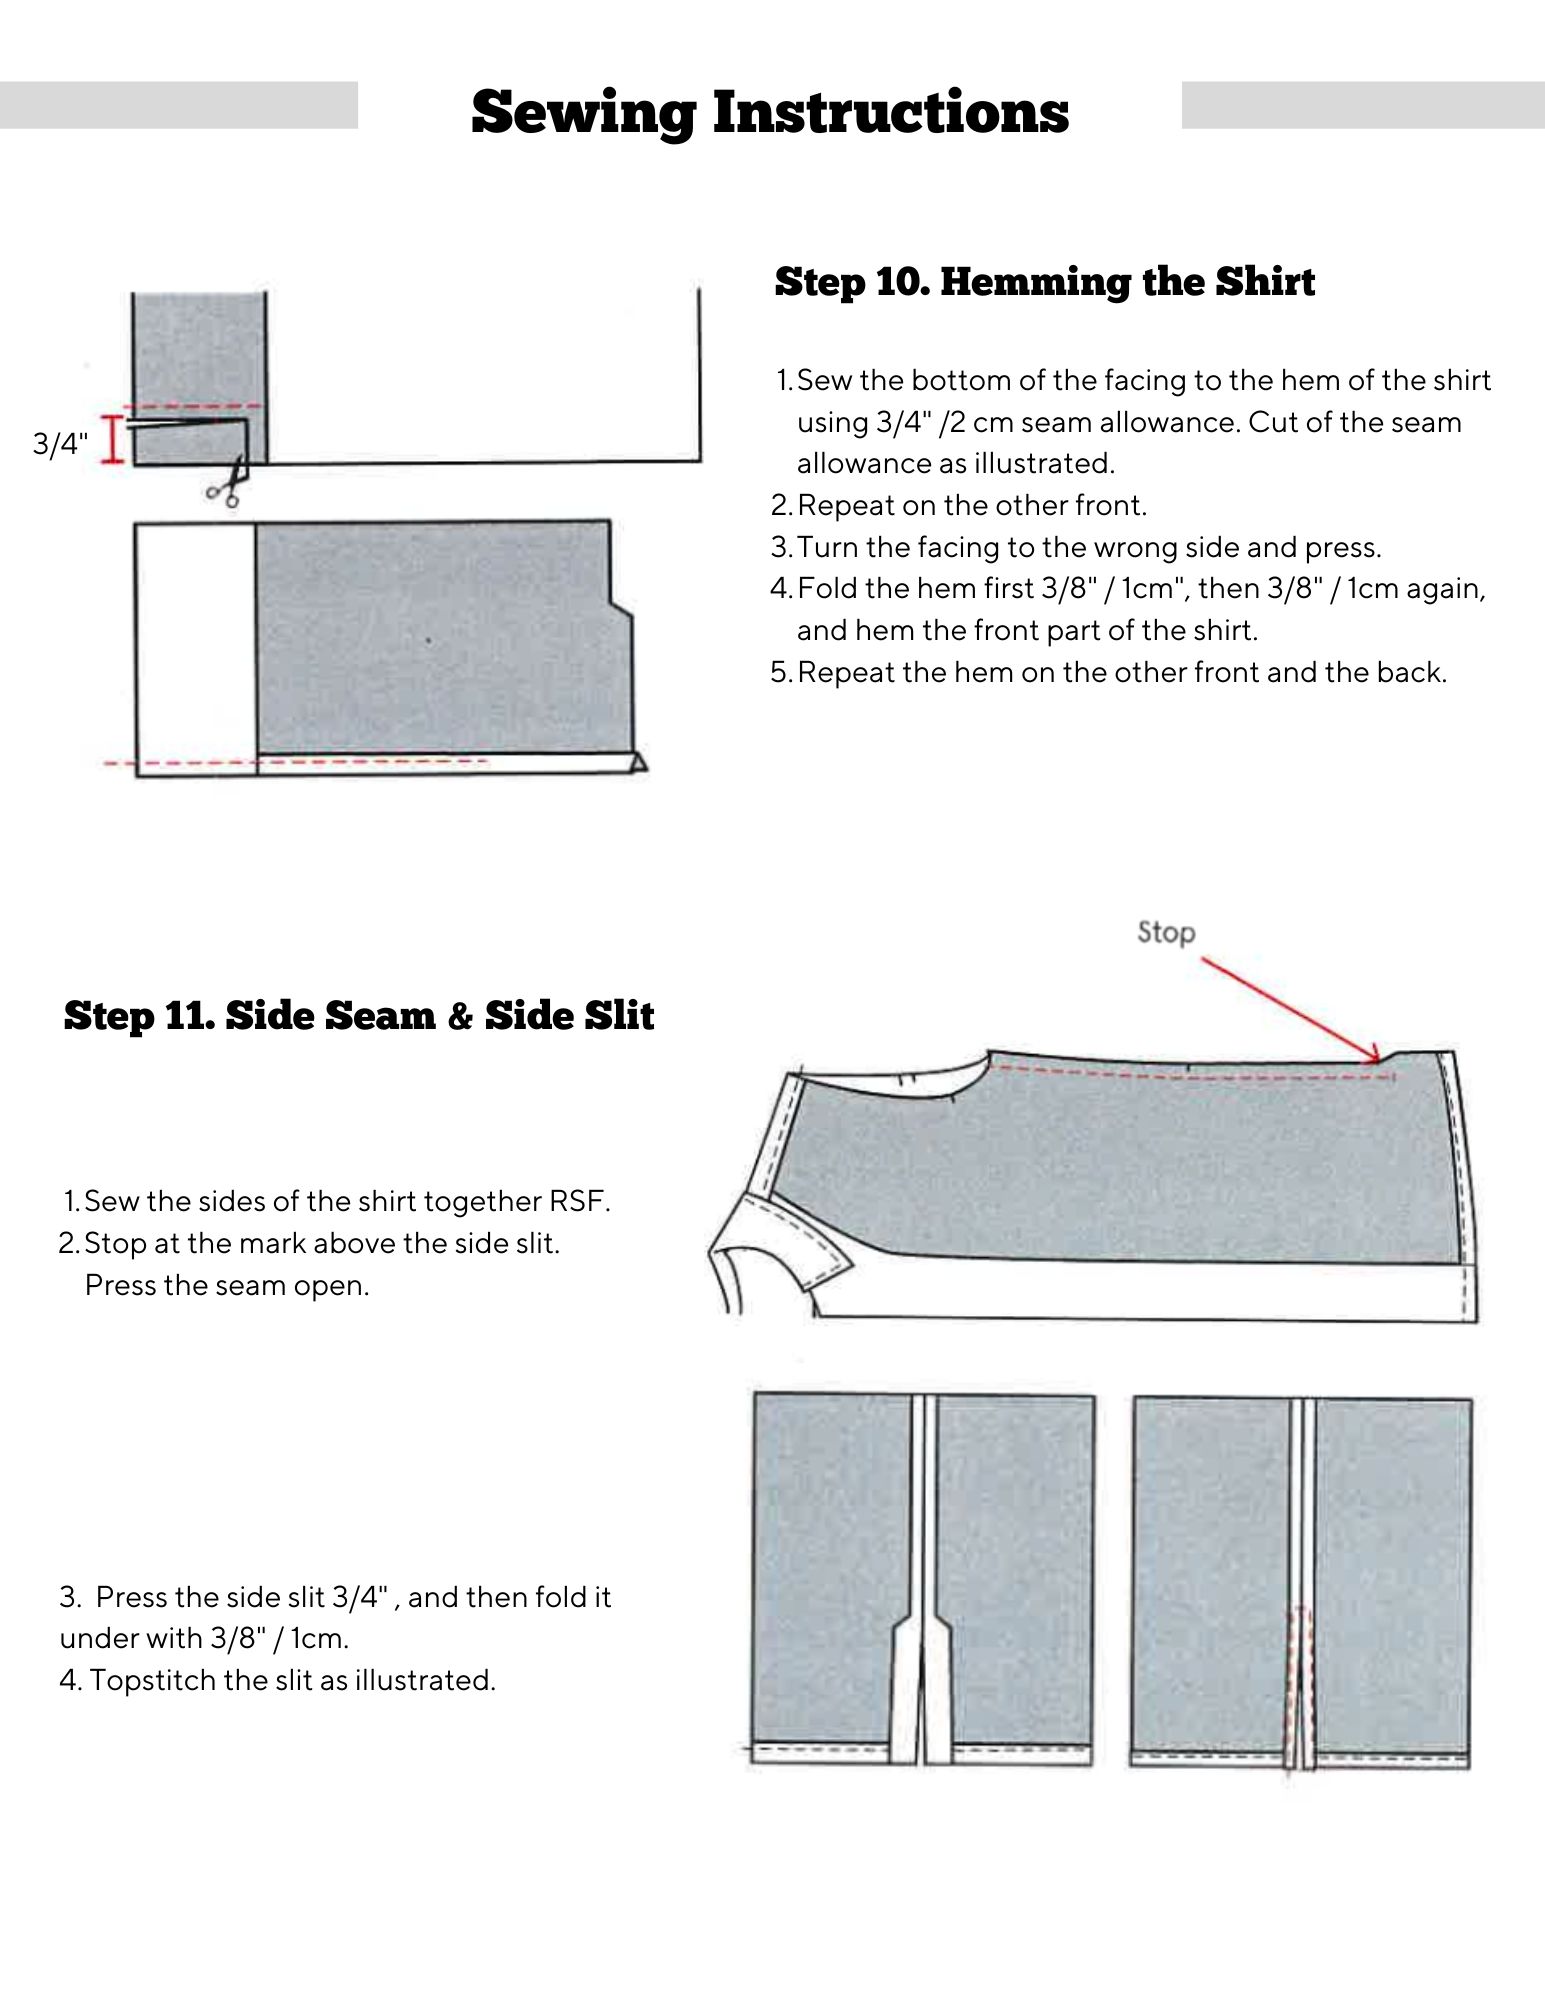 Sewing Instructions
Step 10. Hemming the Shirt
1. Sew the bottom of the facing to the hem of the shirt
using 3/4" /2 cm seam allowance. Cut of the seam
allowance as illustrated.
2. Repeat on the other front.
3. Turn the facing to the wrong side and press.
4. Fold the hem first 3/8" / 1cm", then 3/8" / 1cm again,
and hem the front part of the shirt.
5. Repeat the hem on the other front and the back.
3/4"
Stop
Step 11. Side Seam & Side Slit
1. Sew the sides of the shirt together RSF.
2. Stop at the mark above the side slit.
Press the seam open.
3. Press the side slit 3/4" , and then fold it
under with 3/8" / 1cm.
4. Topstitch the slit as illustrated.